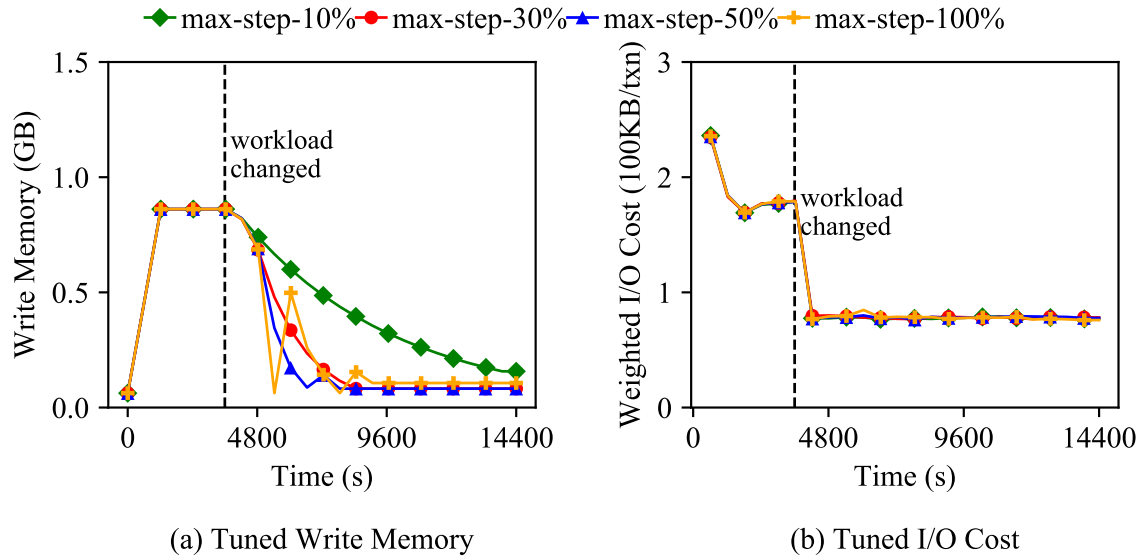 max-step-10% max-step-30% max-step-50% max-step-100%
1.5
1.0
0.5
0.0
Write Memory (GB)
workload
changed
0 4800 9600 14400
Time (s)
(a) Tuned Write Memory
3
2
1
0
Weighted I/O Cost (100KB/txn)
workload
changed
0 4800 9600 14400
Time (s)
(b) Tuned I/O Cost